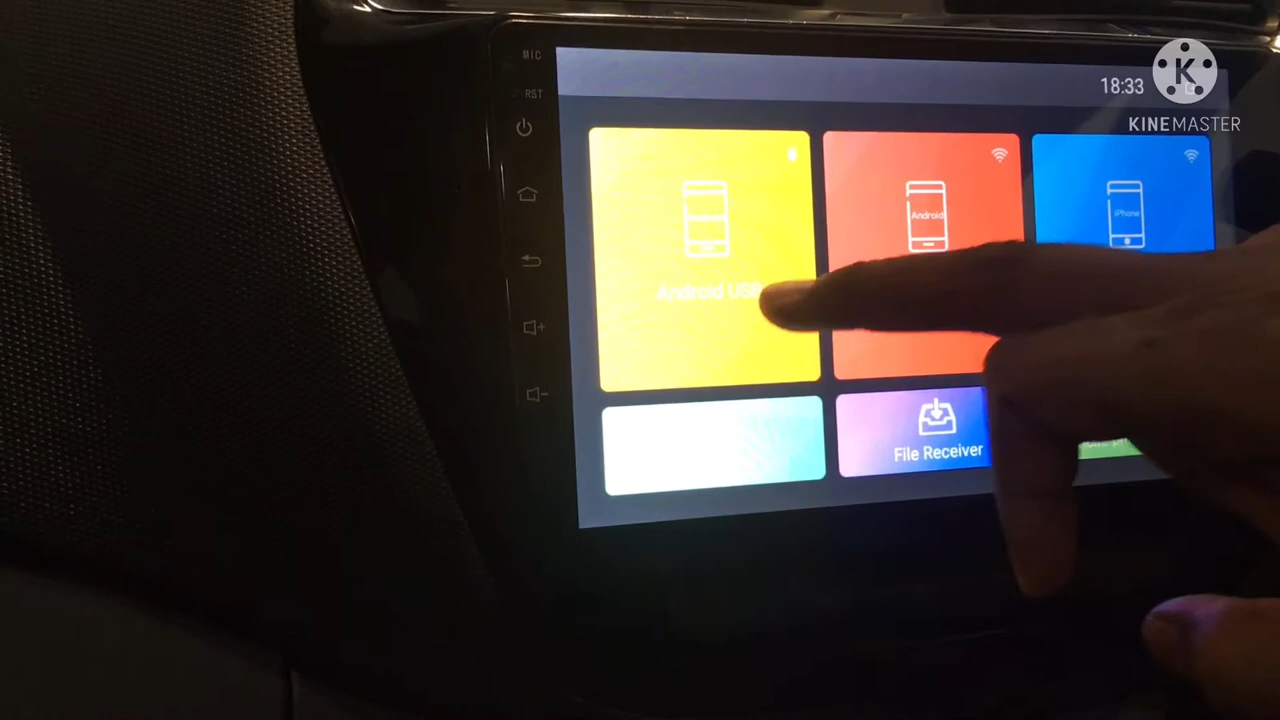 MIC
RST
18:33
KINEMASTER
Android
iPhone
Android USB
File Receiver